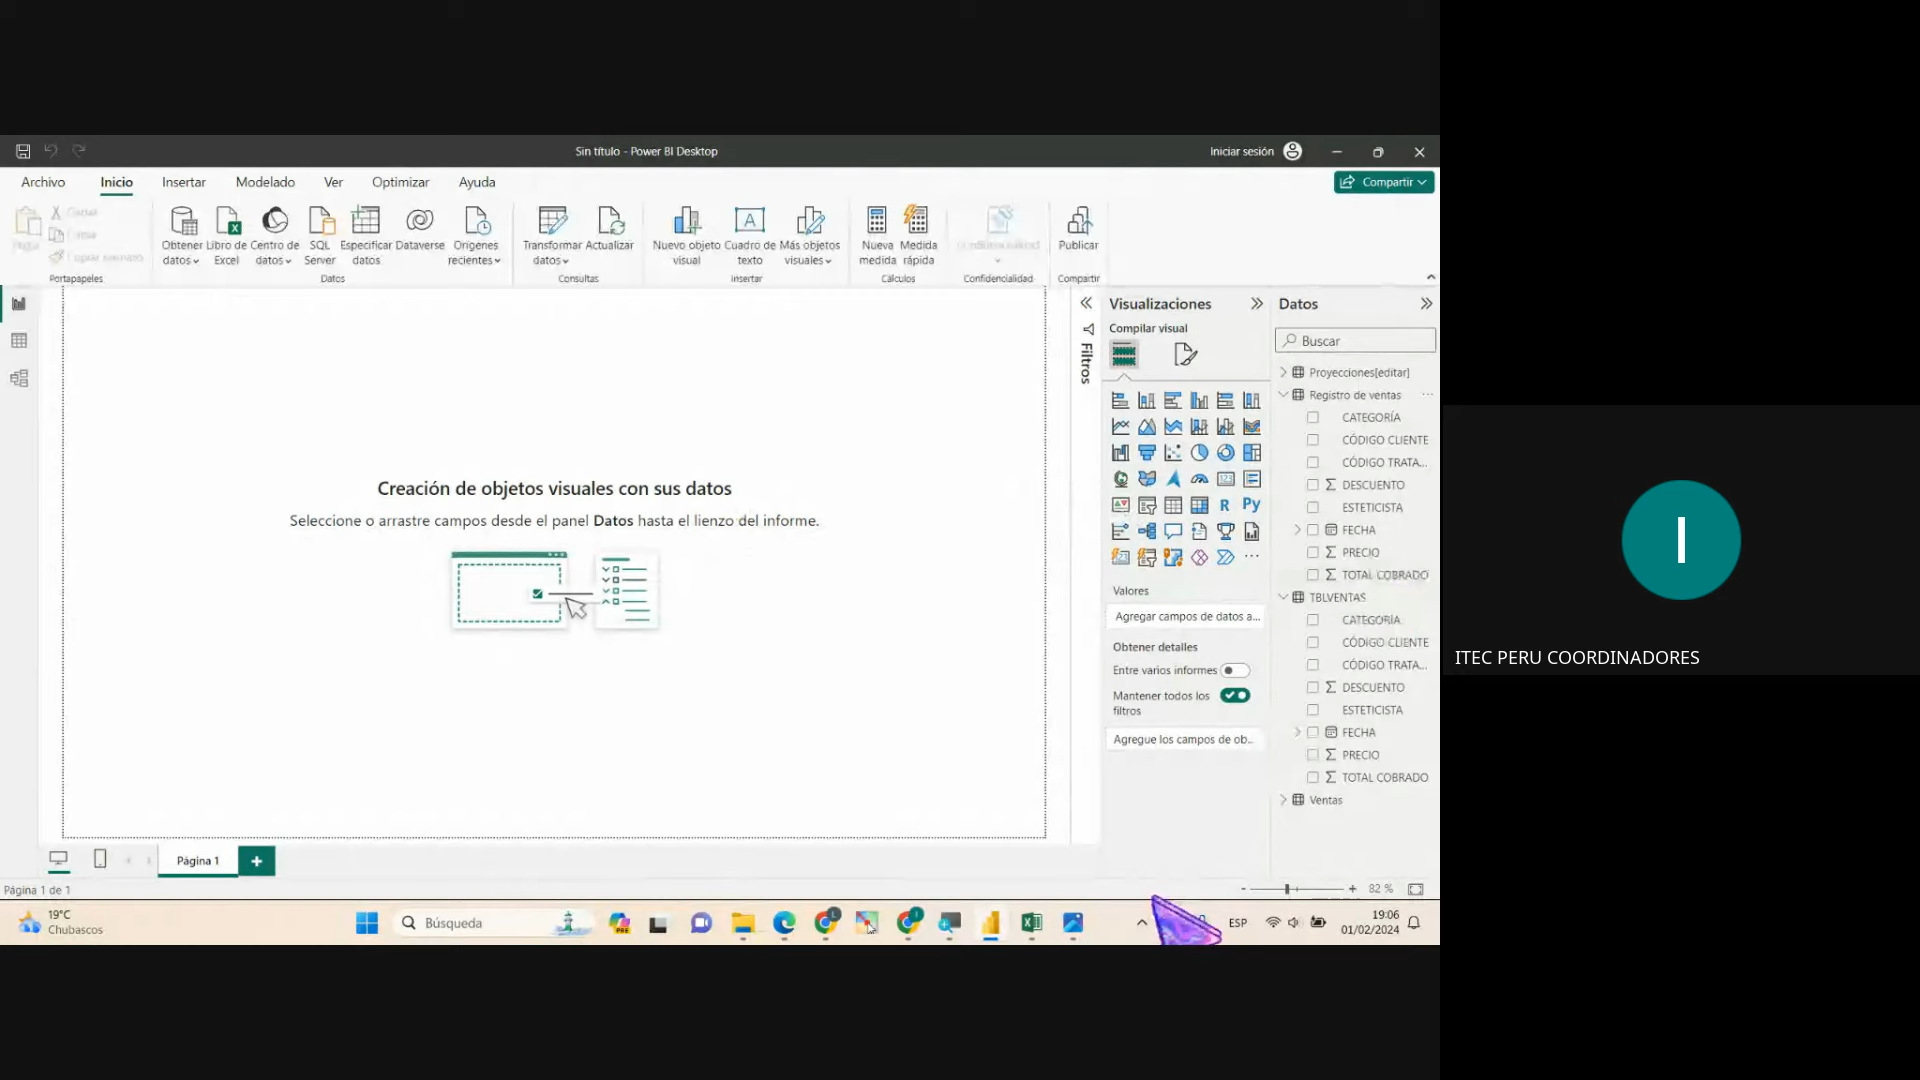 Sin título - Power BI Desktop
Iniciar sesión
Archivo
Inicio
Insertar
Modelado
Ver
Optimizar
Ayuda
Compartir
Obtener datos
Libro de Excel
Centro de datos
SQL Server
Especificar datos
Dataverse
Orígenes recientes
Transformar datos
Actualizar
Nuevo objeto visual
A
Cuadro de texto
Más objetos visuales
Nueva medida
Medida rápida
Publicar
Portapapeles
Datos
Consultas
Insertar
Cálculos
Confidencialidad
Compartir
Filtros
Visualizaciones
Compilar visual
R
Py
123
Valores
Agregar campos de datos a...
Obtener detalles
Entre varios informes
Mantener todos los
filtros
Agregue los campos de ob...
Datos
Buscar
Proyecciones[editar]
Registro de ventas
CATEGORÍA
CÓDIGO CLIENTE
CÓDIGO TRATA...
DESCUENTO
ESTETICISTA
FECHA
PRECIO
TOTAL COBRADO
TBLVENTAS
CATEGORÍA
CÓDIGO CLIENTE
CÓDIGO TRATA...
DESCUENTO
ESTETICISTA
FECHA
PRECIO
TOTAL COBRADO
Ventas
Creación de objetos visuales con sus datos
Seleccione o arrastre campos desde el panel Datos hasta el lienzo del informe.
Página 1
Página 1 de 1
- + 82 %
19°C
Chubascos
Búsqueda
PRE
ESP
19:06
01/02/2024
I
ITEC PERU COORDINADORES